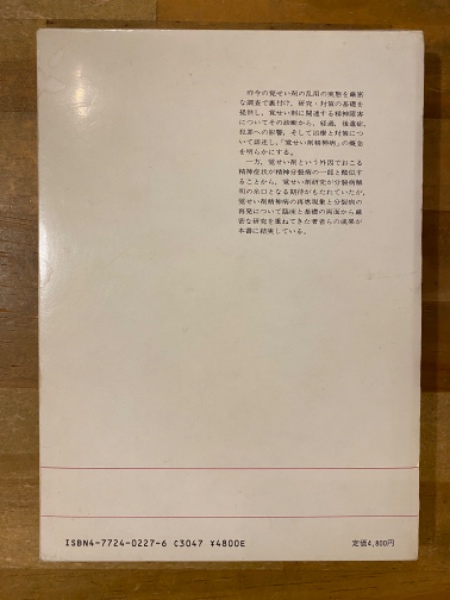 昨今の覚せい剤の乱用の実態を厳密
な調査で裏付け、研究・対策の基礎を
提供し、覚せい剤に関連する精神障害
についてその診断から、経過、後遺症、
犯罪への影響、そして治療と対策につい
て詳述し、「覚せい剤精神病」の概念
を明らかにする。
一方、覚せい剤という外因でおこる
精神症状が精神分裂病の一部と酷似す
ることから、覚せい剤研究が分裂病解
明の糸口となる期待がもたれていたが、
覚せい剤精神病の再燃現象と分裂病の
再発について臨床と基礎の両面から厳
密な研究を重ねてきた著者らの成果が
本書に結実している。
ISBN4-7724-0227-6 C3047 ¥4800E
定価4,800円